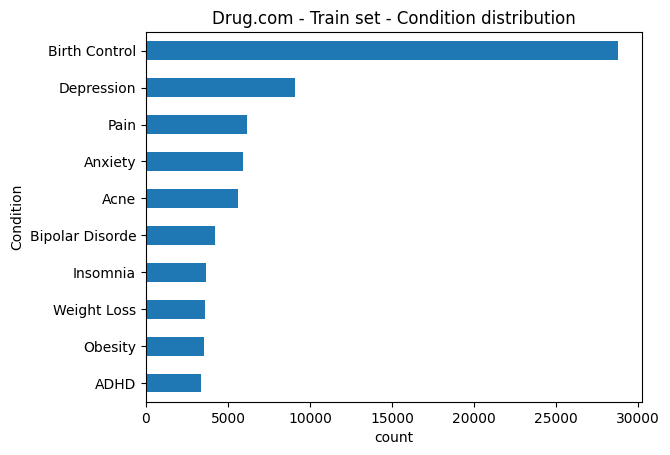 Drug.com - Train set - Condition distribution
Birth Control
Depression
Pain
Anxiety
Acne
Bipolar Disorde
Insomnia
Weight Loss
Obesity
ADHD
Condition
0 5000 10000 15000 20000 25000 30000
count